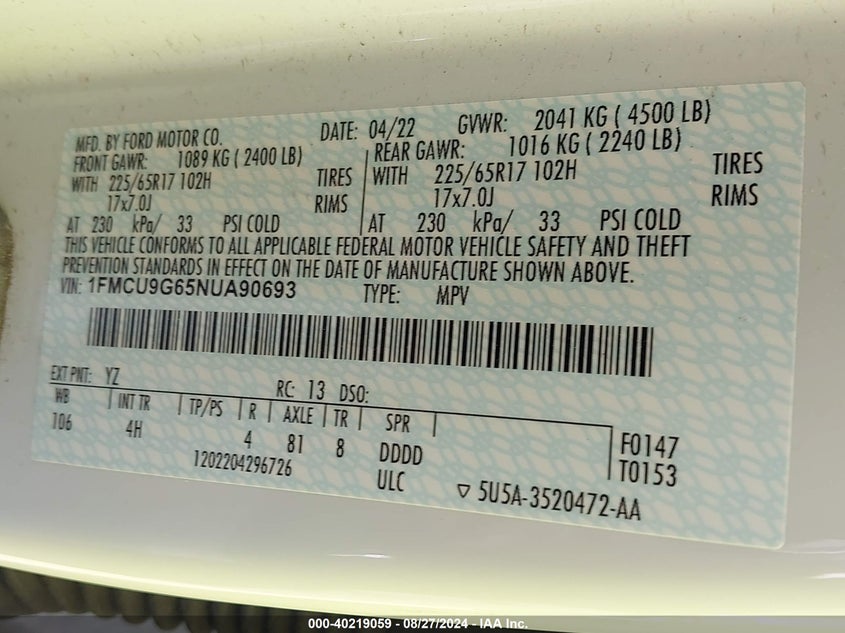 MFD. BY FORD MOTOR CO. DATE: 04/22 GVWR: 2041 KG ( 4500 LB)
FRONT GAWR: 1089 KG ( 2400 LB) REAR GAWR: 1016 KG ( 2240 LB)
WITH 225/65R17 102H TIRES WITH 225/65R17 102H TIRES
17x7.0J RIMS 17x7.0J RIMS
AT 230 kPa/ 33 PSI COLD AT 230 kPa/ 33 PSI COLD
THIS VEHICLE CONFORMS TO ALL APPLICABLE FEDERAL MOTOR VEHICLE SAFETY AND THEFT
PREVENTION STANDARDS IN EFFECT ON THE DATE OF MANUFACTURE SHOWN ABOVE.
VIN: 1FMCU9G65NUA90693 TYPE: MPV
EXT PNT: YZ RC: 13 DSO:
WB INT TR TP/PS R AXLE TR SPR
106 4H 4 81 8 DDDD F0147
1202204296726 ULC T0153
▽ 5U5A-3520472-AA
000-40219059 - 08/27/2024 - IAA Inc.